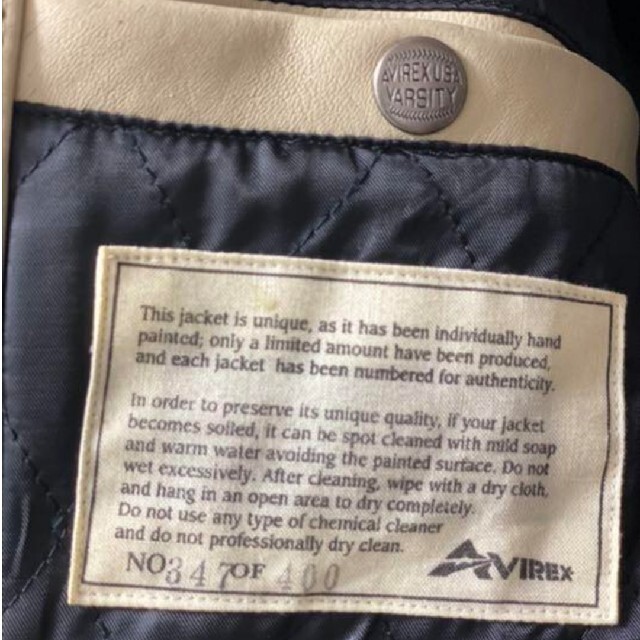 AVIREX USA
VARSITY
This jacket is unique, as it has been individually hand
painted; only a limited amount have been produced,
and each jacket has been numbered for authenticity.
In order to preserve its unique quality, if your jacket
becomes soiled, it can be spot cleaned with mild soap
and warm water avoiding the painted surface. Do not
wet excessively. After cleaning, wipe with a dry cloth,
and hang in an open area to dry completely.
Do not use any type of chemical cleaner
and do not professionally dry clean.
NO 347 OF 400
AVIREX